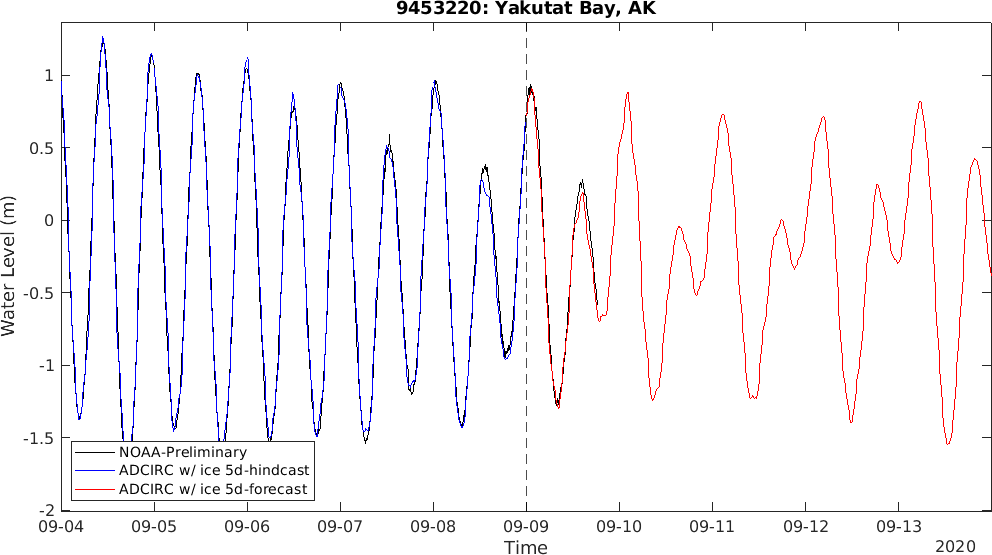 9453220: Yakutat Bay, AK
Water Level (m)
1
0.5
0
-0.5
-1
-1.5
-2
NOAA-Preliminary
ADCIRC w/ ice 5d-hindcast
ADCIRC w/ ice 5d-forecast
09-04 09-05 09-06 09-07 09-08 09-09 09-10 09-11 09-12 09-13
Time
2020